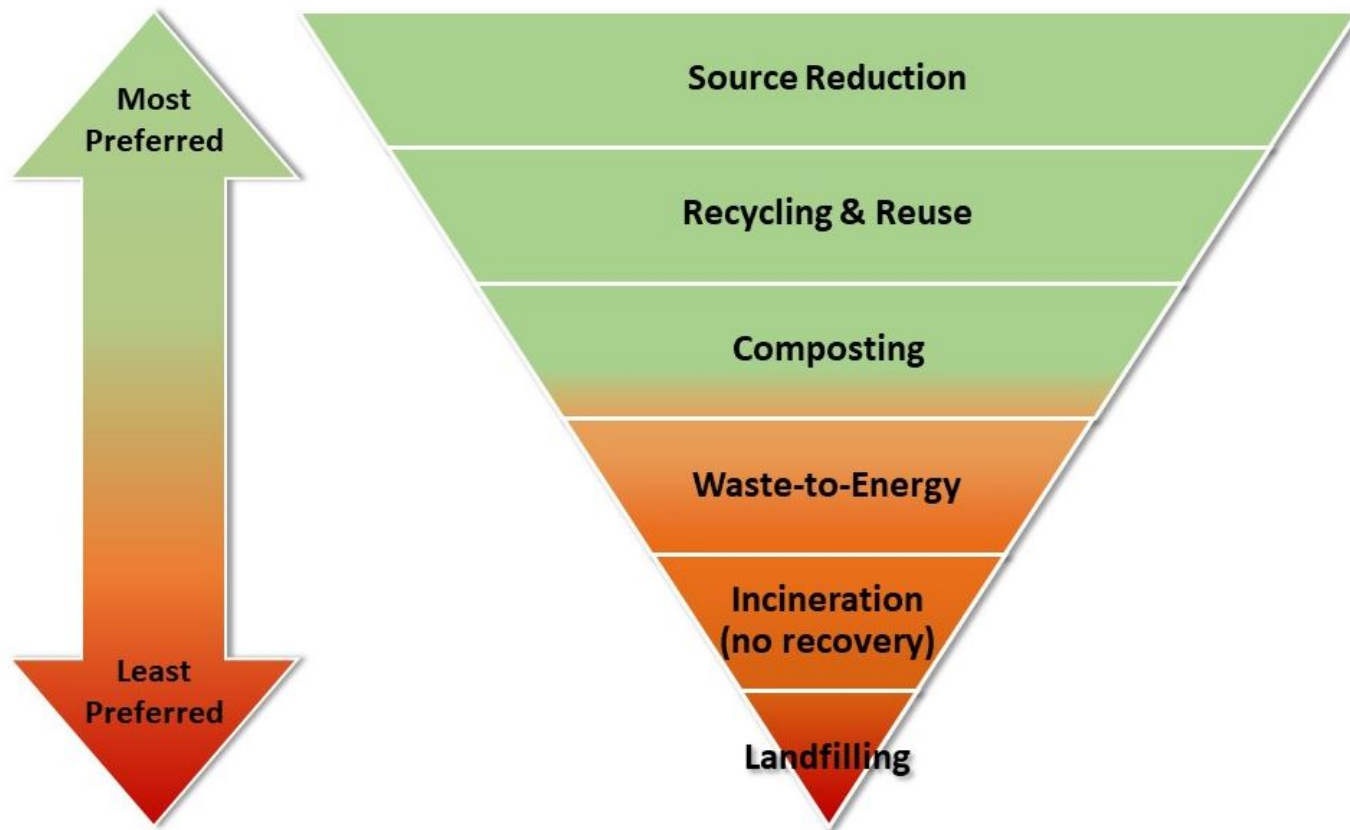 Most
Preferred
Source Reduction
Recycling & Reuse
Composting
Waste-to-Energy
Incineration
(no recovery)
Least
Preferred
Landfilling